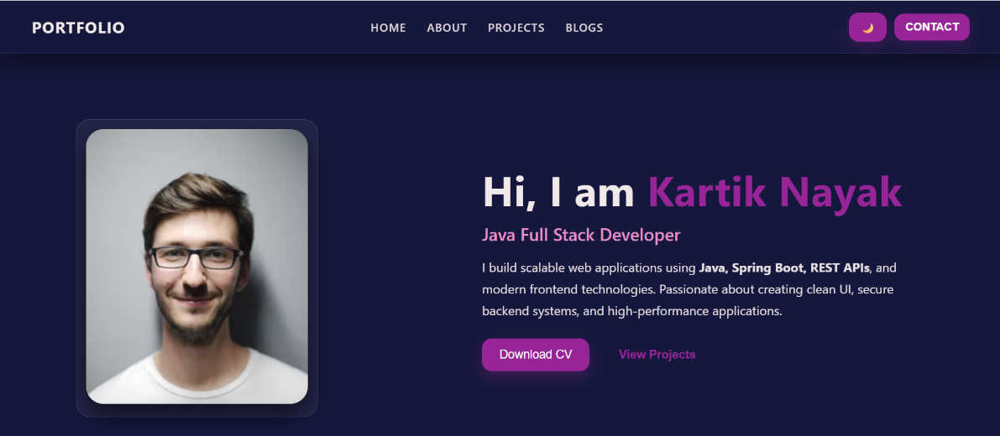 PORTFOLIO
HOME ABOUT PROJECTS BLOGS
CONTACT
Hi, I am Kartik Nayak
Java Full Stack Developer
I build scalable web applications using Java, Spring Boot, REST APIs, and
modern frontend technologies. Passionate about creating clean UI, secure
backend systems, and high-performance applications.
Download CV View Projects